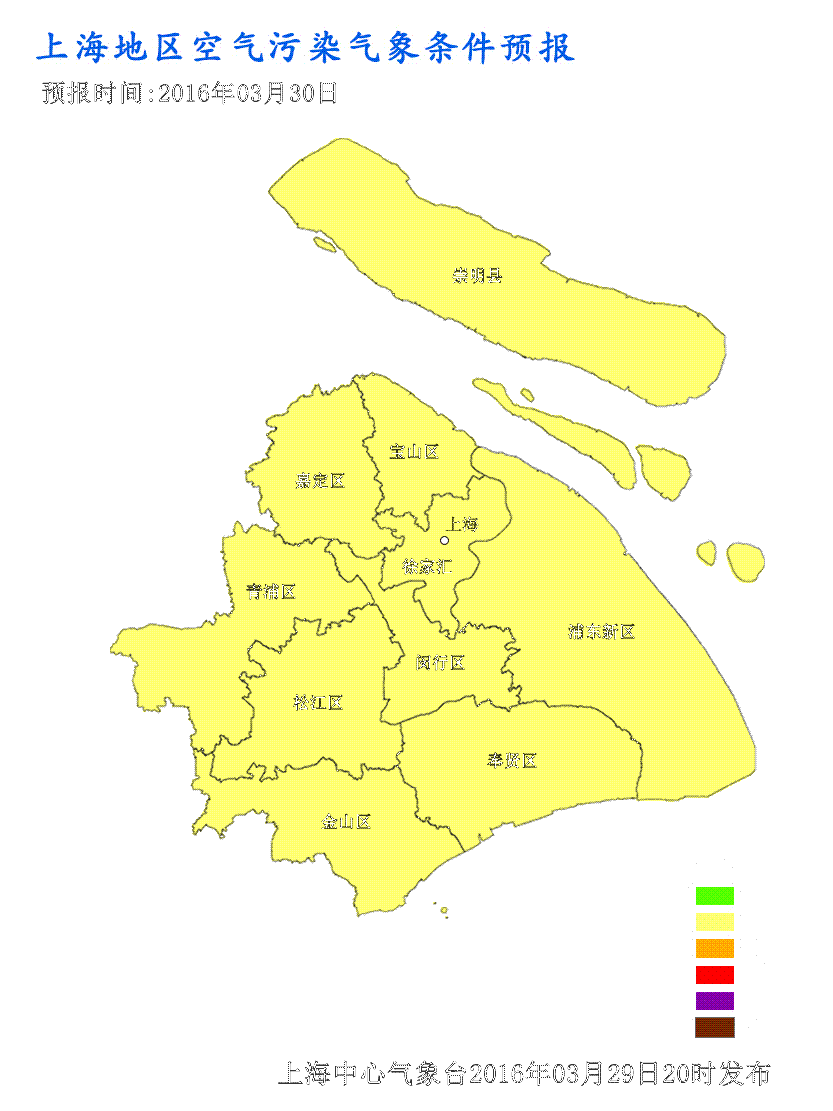 上海地区空气污染气象条件预报
预报时间:2016年03月30日
崇明县
宝山区
嘉定区
上海
徐家汇
青浦区
浦东新区
闵行区
松江区
奉贤区
金山区
上海中心气象台2016年03月29日20时发布